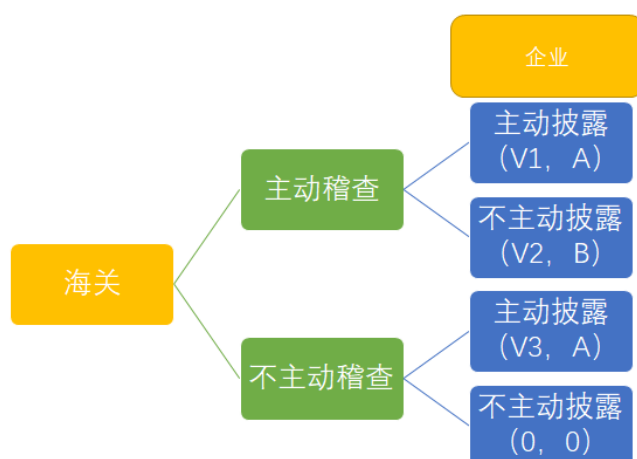 企业
主动披露
(V1, A)
主动稽查
不主动披露
(V2, B)
海关
主动披露
(V3, A)
不主动稽查
不主动披露
(0, 0)